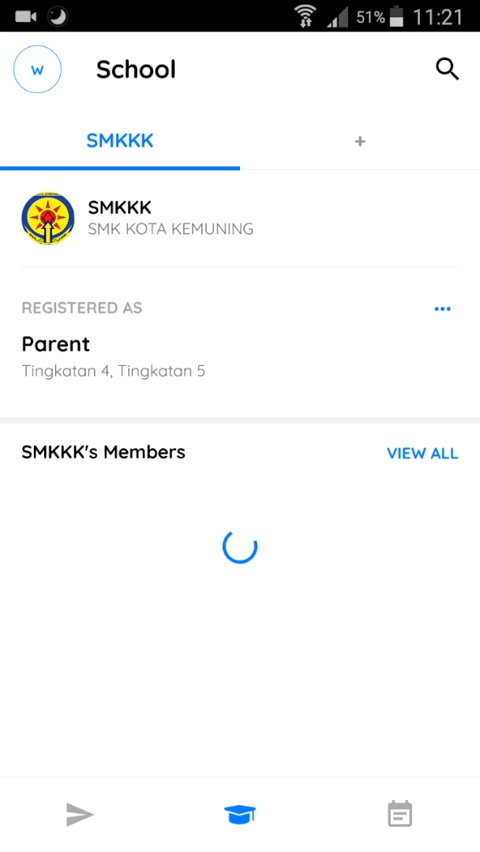 51% 11:21
W School
SMKKK +
SMKKK
SMK KOTA KEMUNING
REGISTERED AS
Parent
Tingkatan 4, Tingkatan 5
SMKKK's Members VIEW ALL